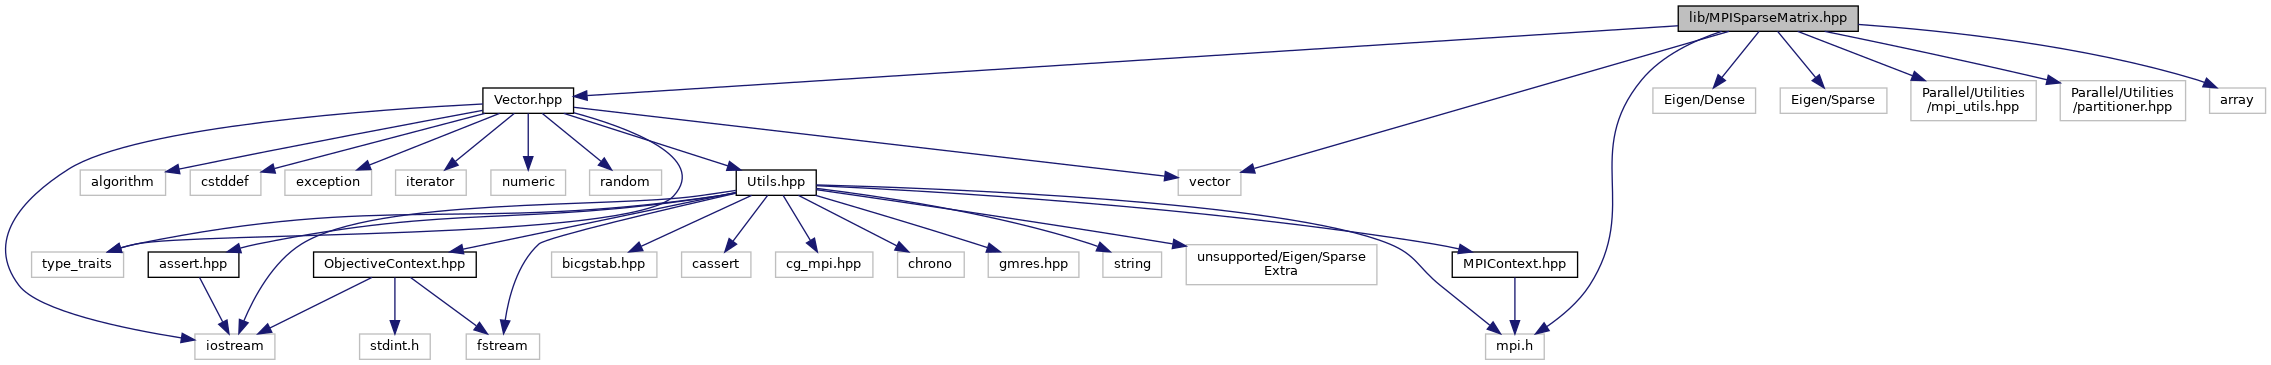 lib/MPISparseMatrix.hpp
Vector.hpp
Eigen/Dense
Eigen/Sparse
Parallel/Utilities
/mpi_utils.hpp
Parallel/Utilities
/partitioner.hpp
array
algorithm
cstddef
exception
iterator
numeric
random
Utils.hpp
vector
type_traits
assert.hpp
ObjectiveContext.hpp
bicgstab.hpp
cassert
cg_mpi.hpp
chrono
gmres.hpp
string
unsupported/Eigen/Sparse
Extra
MPIContext.hpp
iostream
stdint.h
fstream
mpi.h